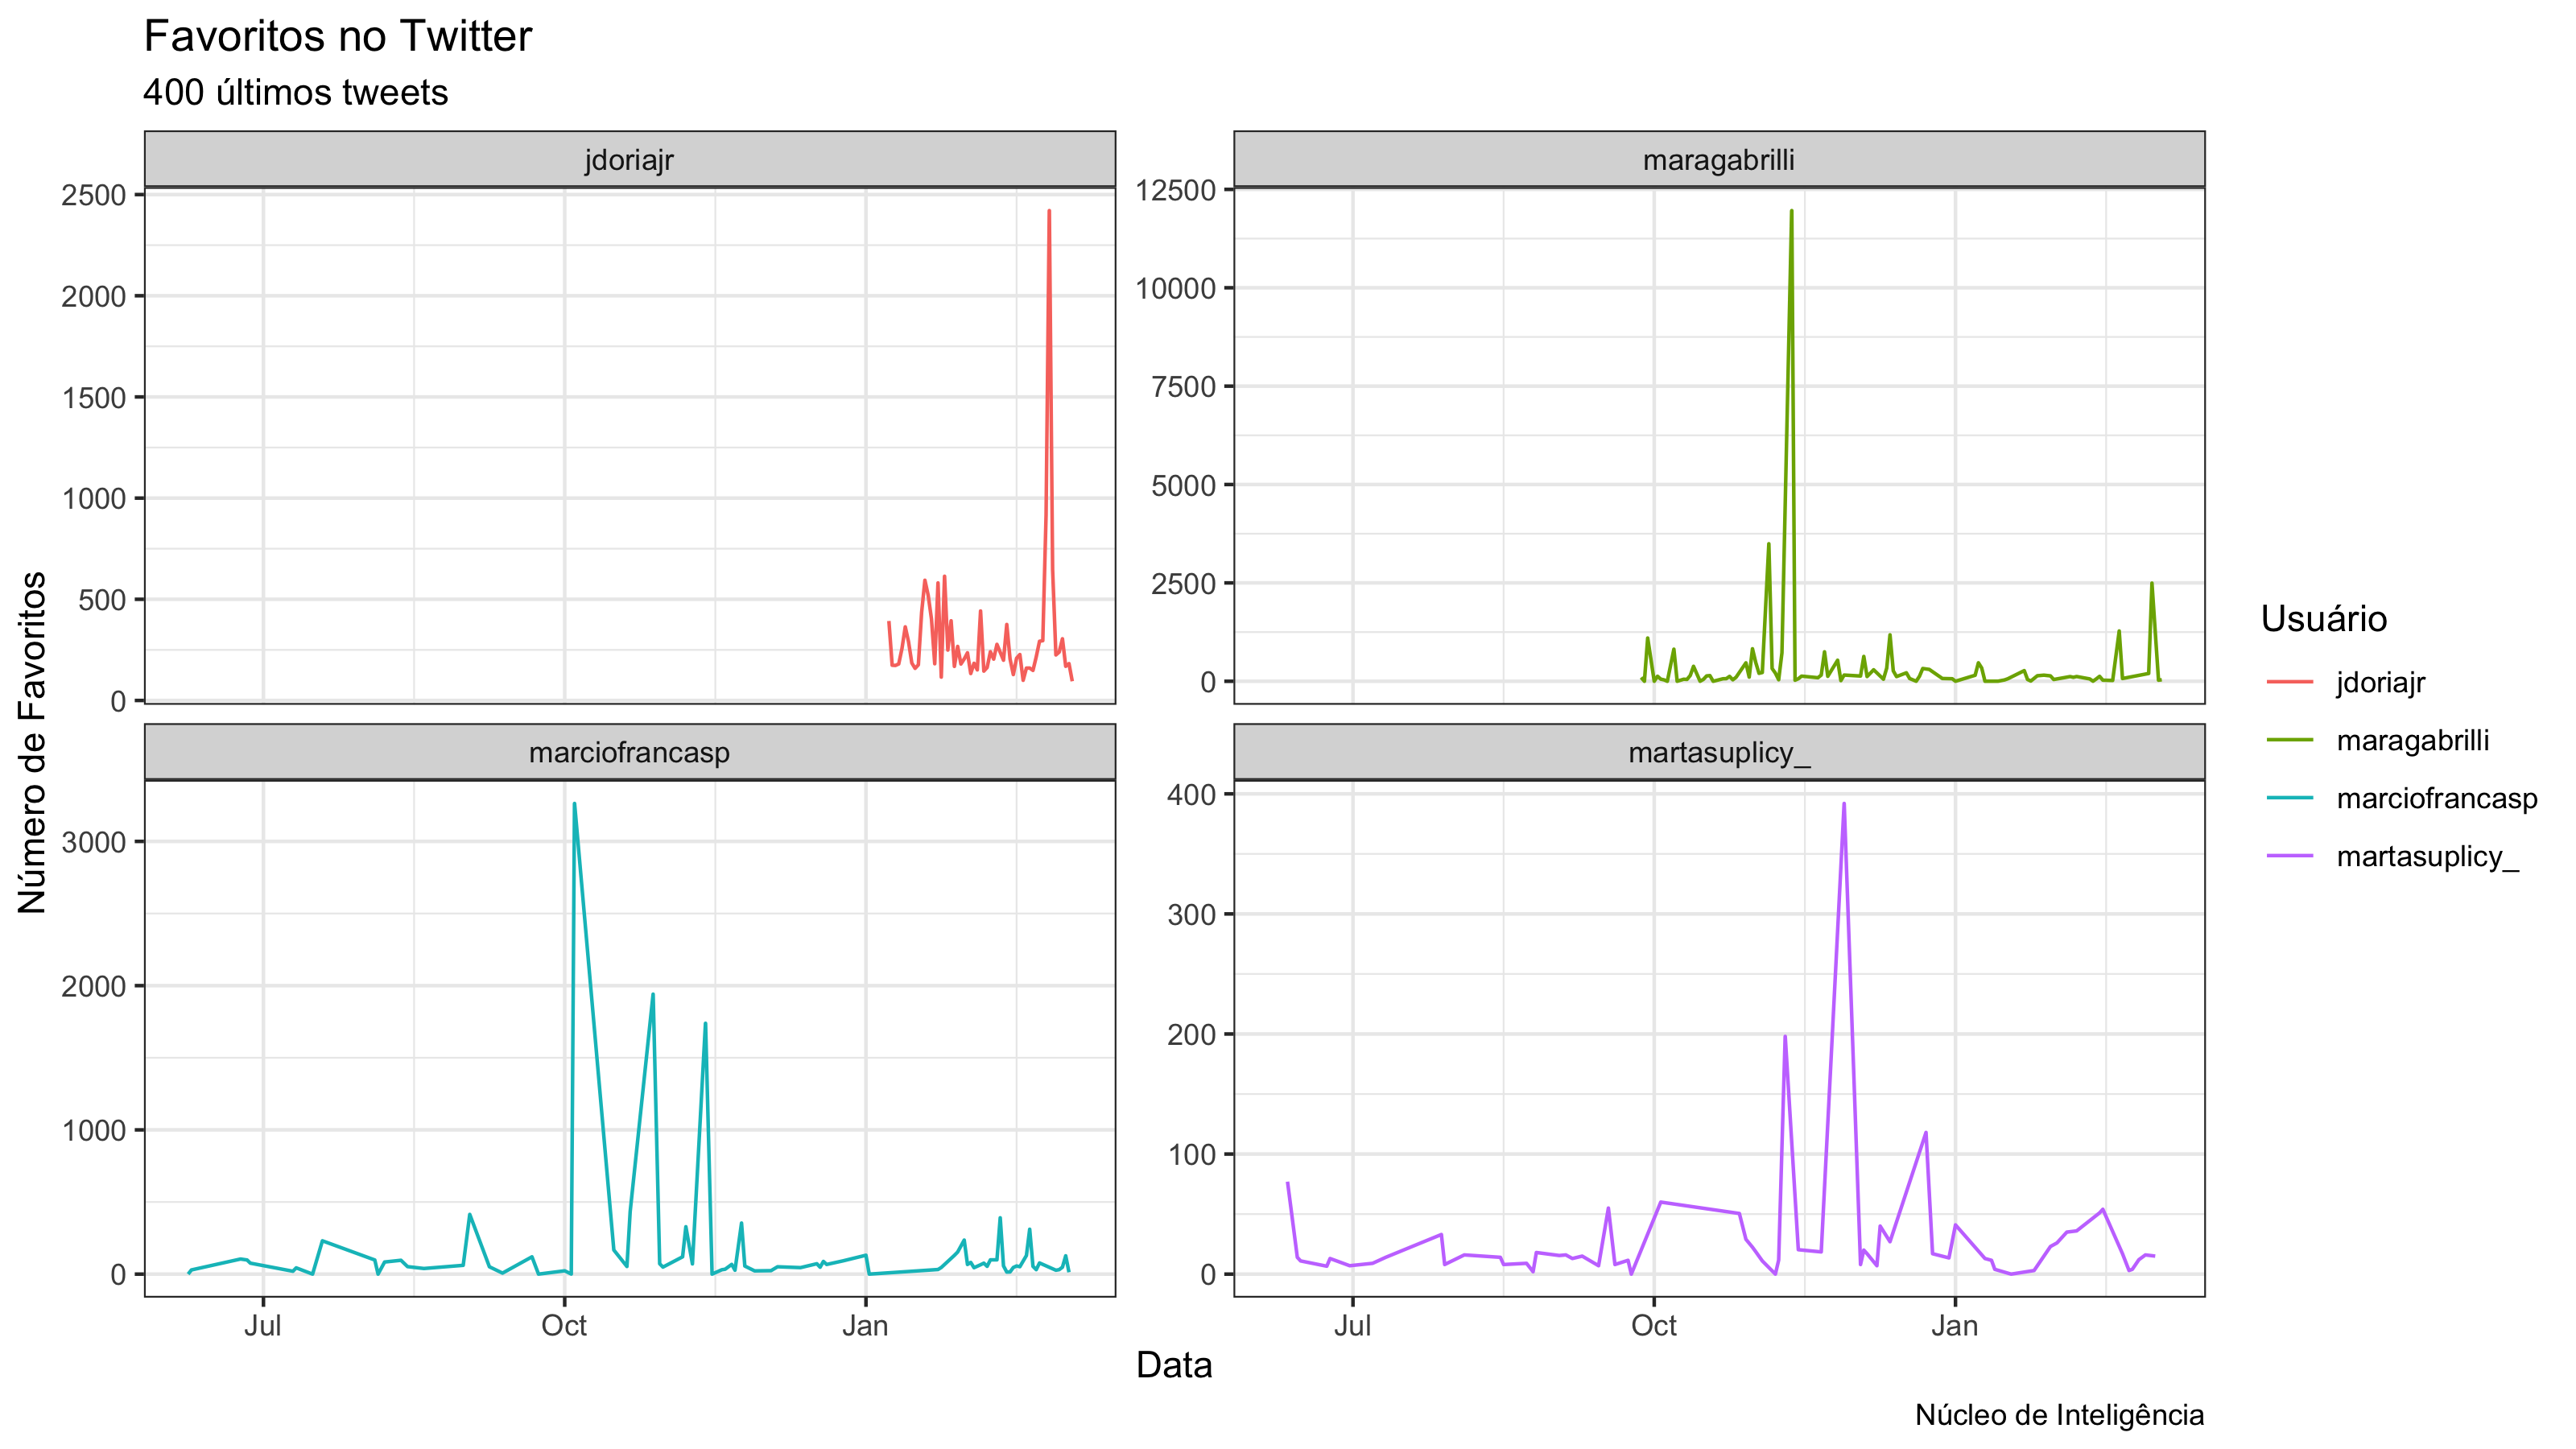 Favoritos no Twitter
400 últimos tweets
jdoriajr
maragabrilli
2500
2000
1500
1000
500
0
12500
10000
7500
5000
2500
0
marciofrancasp
martasuplicy_
3000
2000
1000
0
400
300
200
100
0
Jul
Oct
Jan
Jul
Oct
Jan
Número de Favoritos
Data
Usuário
jdoriajr
maragabrilli
marciofrancasp
martasuplicy_
Núcleo de Inteligência